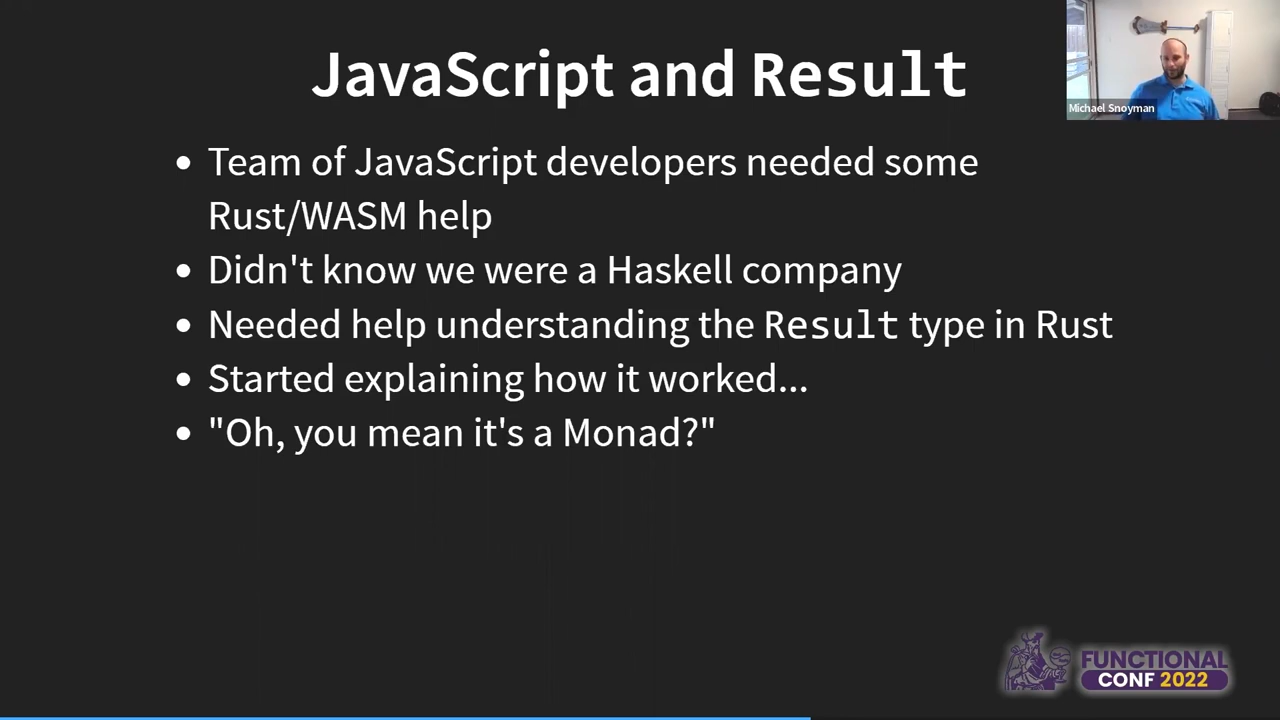 JavaScript and Result
Michael Snoyman
• Team of JavaScript developers needed some
Rust/WASM help
• Didn't know we were a Haskell company
• Needed help understanding the Result type in Rust
• Started explaining how it worked...
• "Oh, you mean it's a Monad?"
FUNCTIONAL
CONF 2022